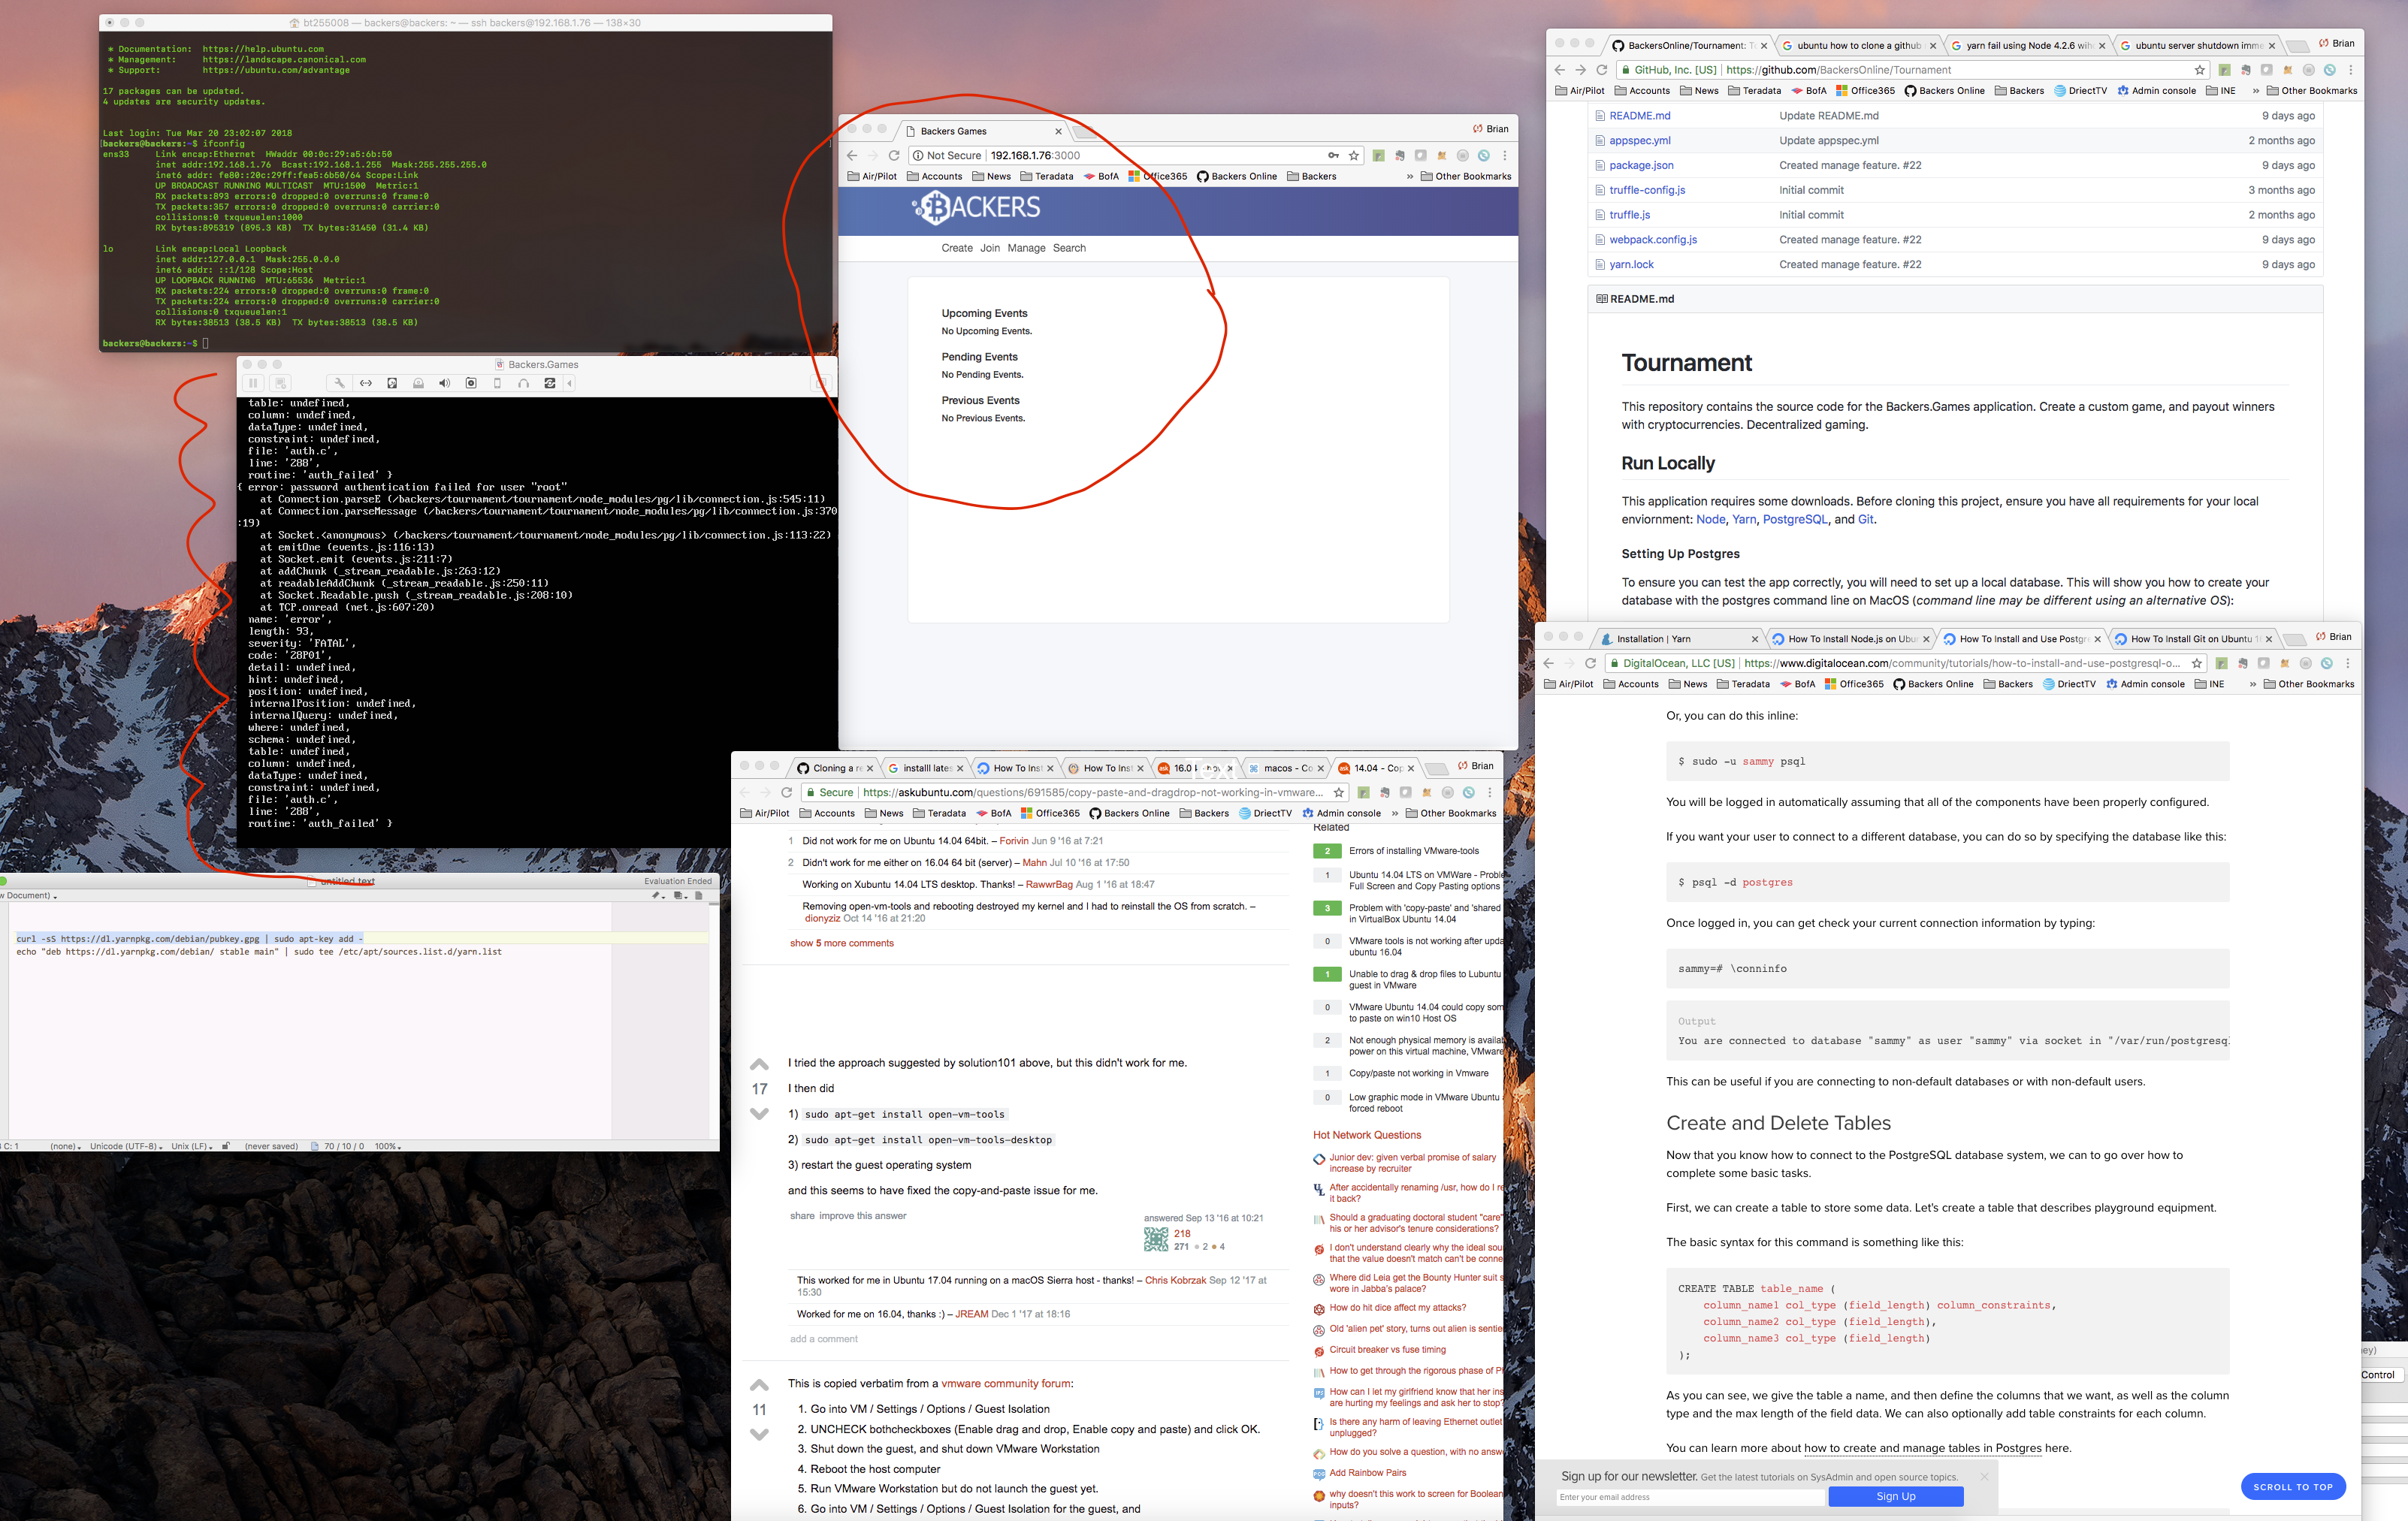 bt255008 — backers@backers: ~ — ssh backers@192.168.1.76 — 138×30
* Documentation:  https://help.ubuntu.com
* Management:     https://landscape.canonical.com
* Support:        https://ubuntu.com/advantage
17 packages can be updated.
4 updates are security updates.
Last login: Tue Mar 20 23:02:07 2018
backers@backers:~$ ifconfig
ens33     Link encap:Ethernet  HWaddr 00:0c:29:a5:6b:50
inet addr:192.168.1.76  Bcast:192.168.1.255  Mask:255.255.255.0
inet6 addr: fe80::20c:29ff:fea5:6b50/64 Scope:Link
UP BROADCAST RUNNING MULTICAST  MTU:1500  Metric:1
RX packets:893 errors:0 dropped:0 overruns:0 frame:0
TX packets:357 errors:0 dropped:0 overruns:0 carrier:0
collisions:0 txqueuelen:1000
RX bytes:895319 (895.3 KB)  TX bytes:31450 (31.4 KB)
lo        Link encap:Local Loopback
inet addr:127.0.0.1  Mask:255.0.0.0
inet6 addr: ::1/128 Scope:Host
UP LOOPBACK RUNNING  MTU:65536  Metric:1
RX packets:224 errors:0 dropped:0 overruns:0 frame:0
TX packets:224 errors:0 dropped:0 overruns:0 carrier:0
collisions:0 txqueuelen:1
RX bytes:38513 (38.5 KB)  TX bytes:38513 (38.5 KB)
backers@backers:~$
Backers.Games
table: undefined,
column: undefined,
dataType: undefined,
constraint: undefined,
file: 'auth.c',
line: '288',
routine: 'auth_failed' }
{ error: password authentication failed for user "root"
at Connection.parseE (/backers/tournament/tournament/node_modules/pg/lib/connection.js:545:11)
at Connection.parseMessage (/backers/tournament/tournament/node_modules/pg/lib/connection.js:370
:19)
at Socket.<anonymous> (/backers/tournament/tournament/node_modules/pg/lib/connection.js:113:22)
at emitOne (events.js:116:13)
at Socket.emit (events.js:211:7)
at addChunk (_stream_readable.js:263:12)
at readableAddChunk (_stream_readable.js:250:11)
at Socket.Readable.push (_stream_readable.js:208:10)
at TCP.onread (net.js:607:20)
name: 'error',
length: 93,
severity: 'FATAL',
code: '28P01',
detail: undefined,
hint: undefined,
position: undefined,
internalPosition: undefined,
internalQuery: undefined,
where: undefined,
schema: undefined,
table: undefined,
column: undefined,
dataType: undefined,
constraint: undefined,
file: 'auth.c',
line: '288',
routine: 'auth_failed' }
untitled text
Evaluation Ended
w Document)
curl -sS https://dl.yarnpkg.com/debian/pubkey.gpg | sudo apt-key add -
echo "deb https://dl.yarnpkg.com/debian/ stable main" | sudo tee /etc/apt/sources.list.d/yarn.list
C: 1 (none) Unicode (UTF-8) Unix (LF) (never saved) 70 / 10 / 0 100%
Backers Games
Brian
Not Secure | 192.168.1.76:3000
Air/Pilot Accounts News Teradata BofA Office365 Backers Online Backers » Other Bookmarks
BACKERS
Create Join Manage Search
Upcoming Events
No Upcoming Events.
Pending Events
No Pending Events.
Previous Events
No Previous Events.
Cloning a re installl lates How To Inst How To Inst 16.04 - how macos - Co 14.04 - Cop Brian
Text
Secure | https://askubuntu.com/questions/691585/copy-paste-and-dragdrop-not-working-in-vmware...
Air/Pilot Accounts News Teradata BofA Office365 Backers Online Backers DriectTV Admin console » Other Bookmarks
1 Did not work for me on Ubuntu 14.04 64bit. – Forivin Jun 9 '16 at 7:21
2 Didn't work for me either on 16.04 64 bit (server) – Mahn Jul 10 '16 at 17:50
Working on Xubuntu 14.04 LTS desktop. Thanks! – RawwrBag Aug 1 '16 at 18:47
Removing open-vm-tools and rebooting destroyed my kernel and I had to reinstall the OS from scratch. –
dionyziz Oct 14 '16 at 21:20
show 5 more comments
17
I tried the approach suggested by solution101 above, but this didn't work for me.
I then did
1) sudo apt-get install open-vm-tools
2) sudo apt-get install open-vm-tools-desktop
3) restart the guest operating system
and this seems to have fixed the copy-and-paste issue for me.
share improve this answer
answered Sep 13 '16 at 10:21
218
271 2 4
This worked for me in Ubuntu 17.04 running on a macOS Sierra host - thanks! – Chris Kobrzak Sep 12 '17 at
15:30
Worked for me on 16.04, thanks :) – JREAM Dec 1 '17 at 18:16
add a comment
11
This is copied verbatim from a vmware community forum:
1. Go into VM / Settings / Options / Guest Isolation
2. UNCHECK bothcheckboxes (Enable drag and drop, Enable copy and paste) and click OK.
3. Shut down the guest, and shut down VMware Workstation
4. Reboot the host computer
5. Run VMware Workstation but do not launch the guest yet.
6. Go into VM / Settings / Options / Guest Isolation for the guest, and
Related
2 Errors of installing VMware-tools
1 Ubuntu 14.04 LTS on VMWare - Proble
Full Screen and Copy Pasting options
3 Problem with 'copy-paste' and 'shared
in VirtualBox Ubuntu 14.04
0 VMware tools is not working after upda
ubuntu 16.04
1 Unable to drag & drop files to Lubuntu
guest in VMware
0 VMware Ubuntu 14.04 could copy som
to paste on win10 Host OS
2 Not enough physical memory is availab
power on this virtual machine, VMware
1 Copy/paste not working in Vmware
0 Low graphic mode in VMware Ubuntu
forced reboot
Hot Network Questions
Junior dev: given verbal promise of salary
increase by recruiter
After accidentally renaming /usr, how do I re
it back?
Should a graduating doctoral student "care"
his or her advisor's tenure considerations?
I don't understand clearly why the ideal sou
that the value doesn't match can't be conne
Where did Leia get the Bounty Hunter suit s
wore in Jabba's palace?
How do hit dice affect my attacks?
Old 'alien pet' story, turns out alien is sentie
Circuit breaker vs fuse timing
How to get through the rigorous phase of P
How can I let my girlfriend know that her ins
are hurting my feelings and ask her to stop?
Is there any harm of leaving Ethernet outlet
unplugged?
How do you solve a question, with no answ
Add Rainbow Pairs
why doesn't this work to screen for Boolean
inputs?
BackersOnline/Tournament: T ubuntu how to clone a github yarn fail using Node 4.2.6 with ubuntu server shutdown imme Brian
GitHub, Inc. [US] | https://github.com/BackersOnline/Tournament
Air/Pilot Accounts News Teradata BofA Office365 Backers Online Backers DriectTV Admin console INE » Other Bookmarks
README.md Update README.md 9 days ago
appspec.yml Update appspec.yml 2 months ago
package.json Created manage feature. #22 9 days ago
truffle-config.js Initial commit 3 months ago
truffle.js Initial commit 2 months ago
webpack.config.js Created manage feature. #22 9 days ago
yarn.lock Created manage feature. #22 9 days ago
README.md
Tournament
This repository contains the source code for the Backers.Games application. Create a custom game, and payout winners
with cryptocurrencies. Decentralized gaming.
Run Locally
This application requires some downloads. Before cloning this project, ensure you have all requirements for your local
enviornment: Node, Yarn, PostgreSQL, and Git.
Setting Up Postgres
To ensure you can test the app correctly, you will need to set up a local database. This will show you how to create your
database with the postgres command line on MacOS (command line may be different using an alternative OS):
Installation | Yarn How To Install Node.js on Ubun How To Install and Use Postgre How To Install Git on Ubuntu 16 Brian
DigitalOcean, LLC [US] | https://www.digitalocean.com/community/tutorials/how-to-install-and-use-postgresql-o...
Air/Pilot Accounts News Teradata BofA Office365 Backers Online Backers DriectTV Admin console INE » Other Bookmarks
Or, you can do this inline:
$ sudo -u sammy psql
You will be logged in automatically assuming that all of the components have been properly configured.
If you want your user to connect to a different database, you can do so by specifying the database like this:
$ psql -d postgres
Once logged in, you can get check your current connection information by typing:
sammy=# \conninfo
Output
You are connected to database "sammy" as user "sammy" via socket in "/var/run/postgresql
This can be useful if you are connecting to non-default databases or with non-default users.
Create and Delete Tables
Now that you know how to connect to the PostgreSQL database system, we can to go over how to
complete some basic tasks.
First, we can create a table to store some data. Let's create a table that describes playground equipment.
The basic syntax for this command is something like this:
CREATE TABLE table_name (
column_name1 col_type (field_length) column_constraints,
column_name2 col_type (field_length),
column_name3 col_type (field_length)
);
As you can see, we give the table a name, and then define the columns that we want, as well as the column
type and the max length of the field data. We can also optionally add table constraints for each column.
You can learn more about how to create and manage tables in Postgres here.
Sign up for our newsletter. Get the latest tutorials on SysAdmin and open source topics.
Enter your email address
Sign Up
SCROLL TO TOP
ey)
Control